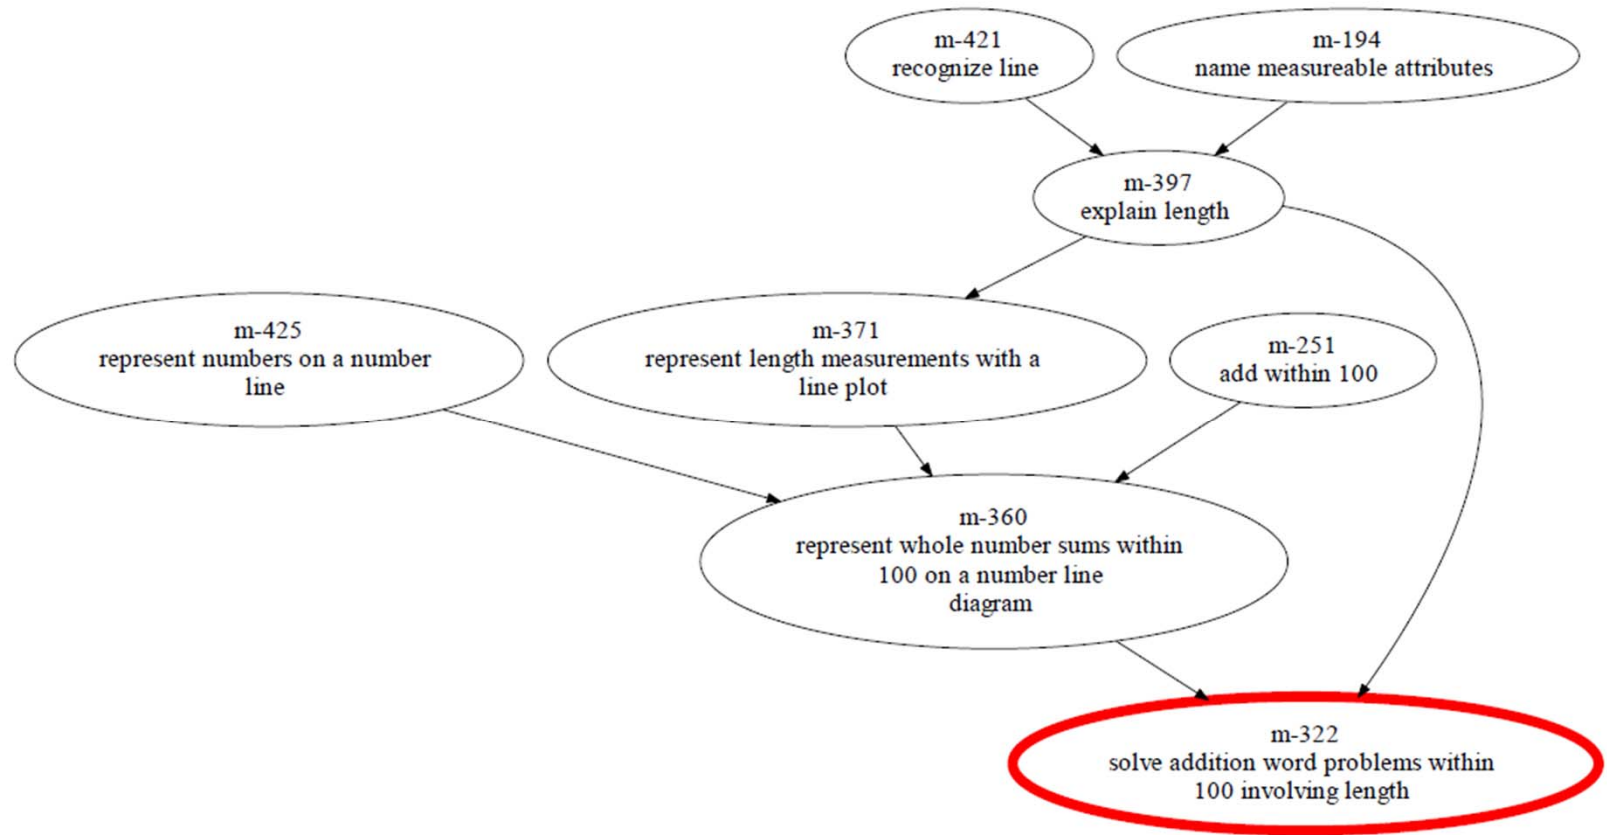 m-421
recognize line
m-194
name measureable attributes
m-397
explain length
m-425
represent numbers on a number
line
m-371
represent length measurements with a
line plot
m-251
add within 100
m-360
represent whole number sums within
100 on a number line
diagram
m-322
solve addition word problems within
100 involving length